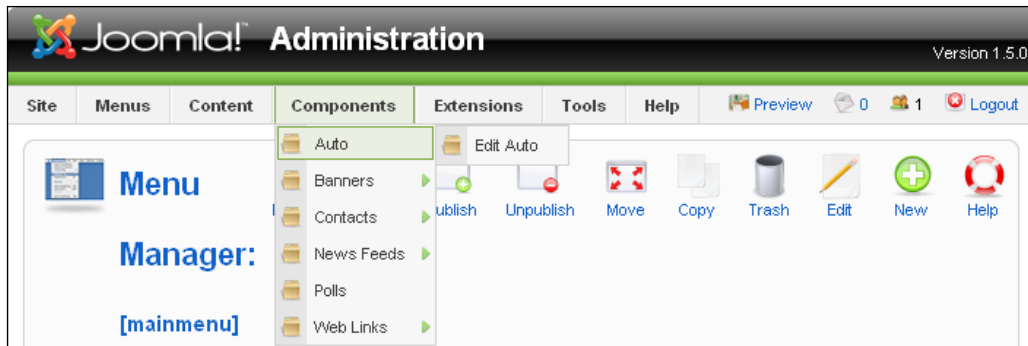 Joomla! Administration
Version 1.5.0
Site Menus Content Components Extensions Tools Help Preview 0 1 Logout
Auto Edit Auto
Menu Manager: [mainmenu]
Banners
Contacts
News Feeds
Polls
Web Links
ublish Unpublish Move Copy Trash Edit New Help